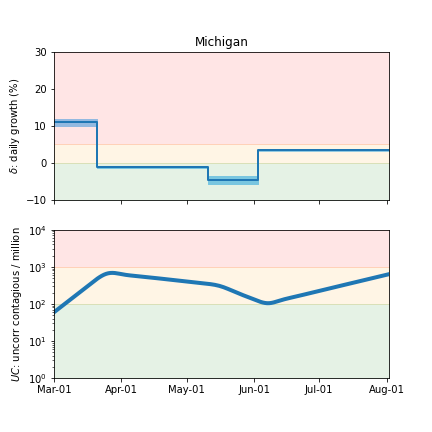 Michigan
30
20
10
0
−10
δ: daily growth (%)
10⁴
10³
10²
10¹
10⁰
UC: uncorr contagious / million
Mar-01 Apr-01 May-01 Jun-01 Jul-01 Aug-01